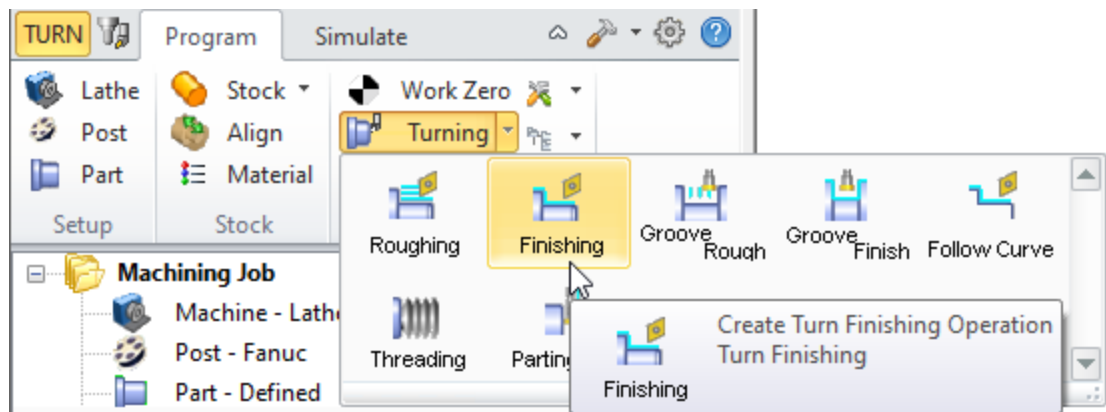 TURN Program Simulate
Lathe Stock Work Zero
Post Align Turning
Part Material
Setup Stock
Roughing Finishing Groove Rough Groove Finish Follow Curve
Machining Job
Machine - Lath
Post - Fanuc
Part - Defined
Threading Parting
Create Turn Finishing Operation
Turn Finishing
Finishing